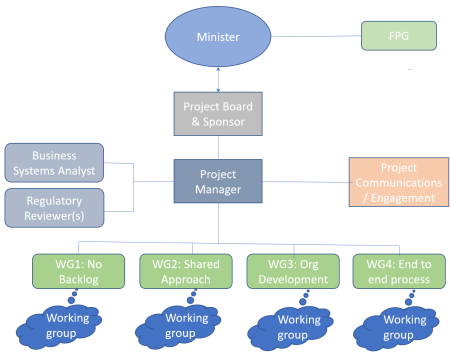 Minister
FPG
Project Board
& Sponsor
Business
Systems Analyst
Project
Manager
Project
Communications
/ Engagement
Regulatory
Reviewer(s)
WG1: No
Backlog
WG2: Shared
Approach
WG3: Org
Development
WG4: End to
end process
Working
group
Working
group
Working
group
Working
group